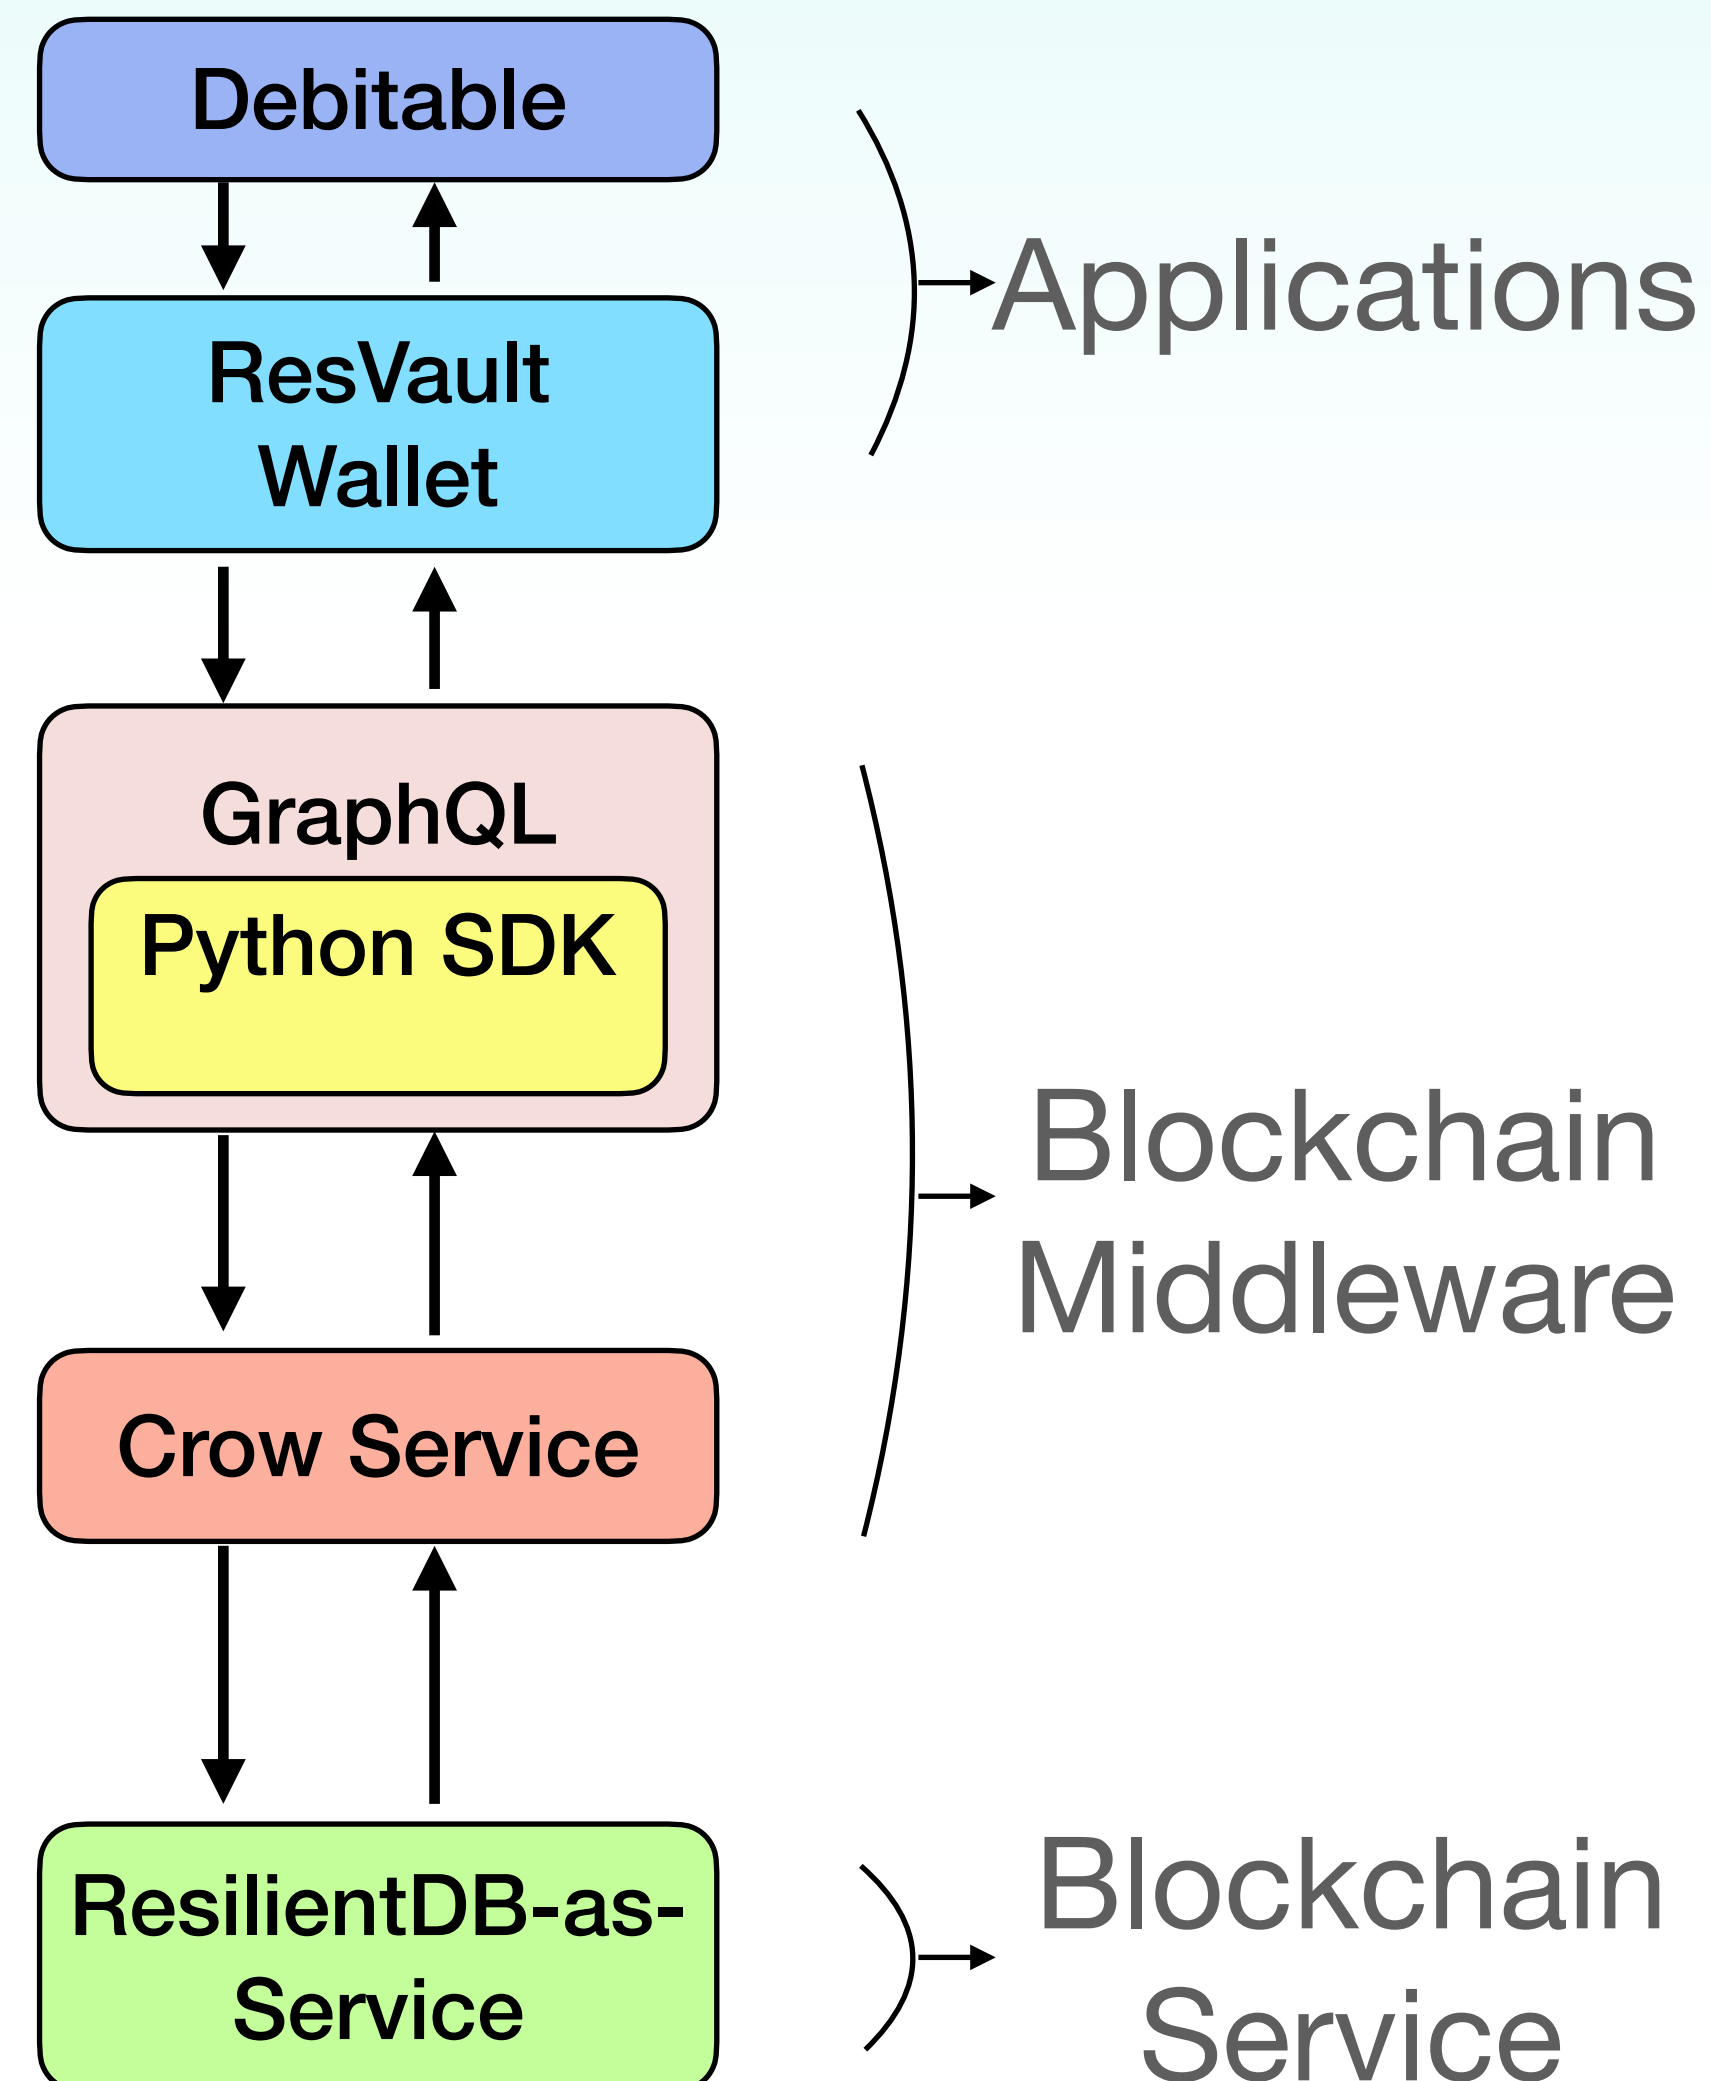 Debitable
ResVault
Wallet
Applications
GraphQL
Python SDK
Blockchain
Middleware
Crow Service
ResilientDB-as-
Service
Blockchain
Service